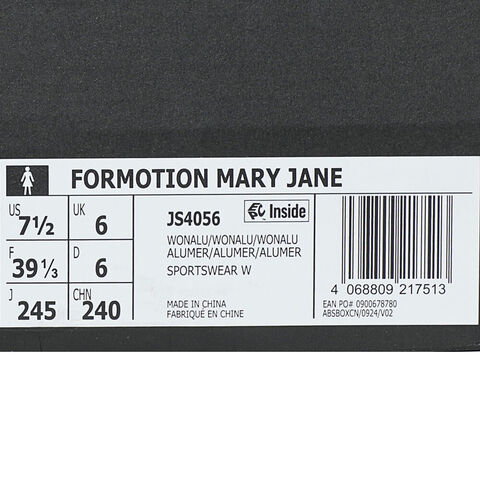 FORMOTION MARY JANE
US 7½ UK 6
F 39⅓ D 6
J 245 CHN 240
JS4056
Inside
WONALU/WONALU/WONALU
ALUMER/ALUMER/ALUMER
SPORTSWEAR W
MADE IN CHINA
FABRIQUÉ EN CHINE
4 068809 217513
EAN PO# 0900678780
ABSBOXCN/0924/V02